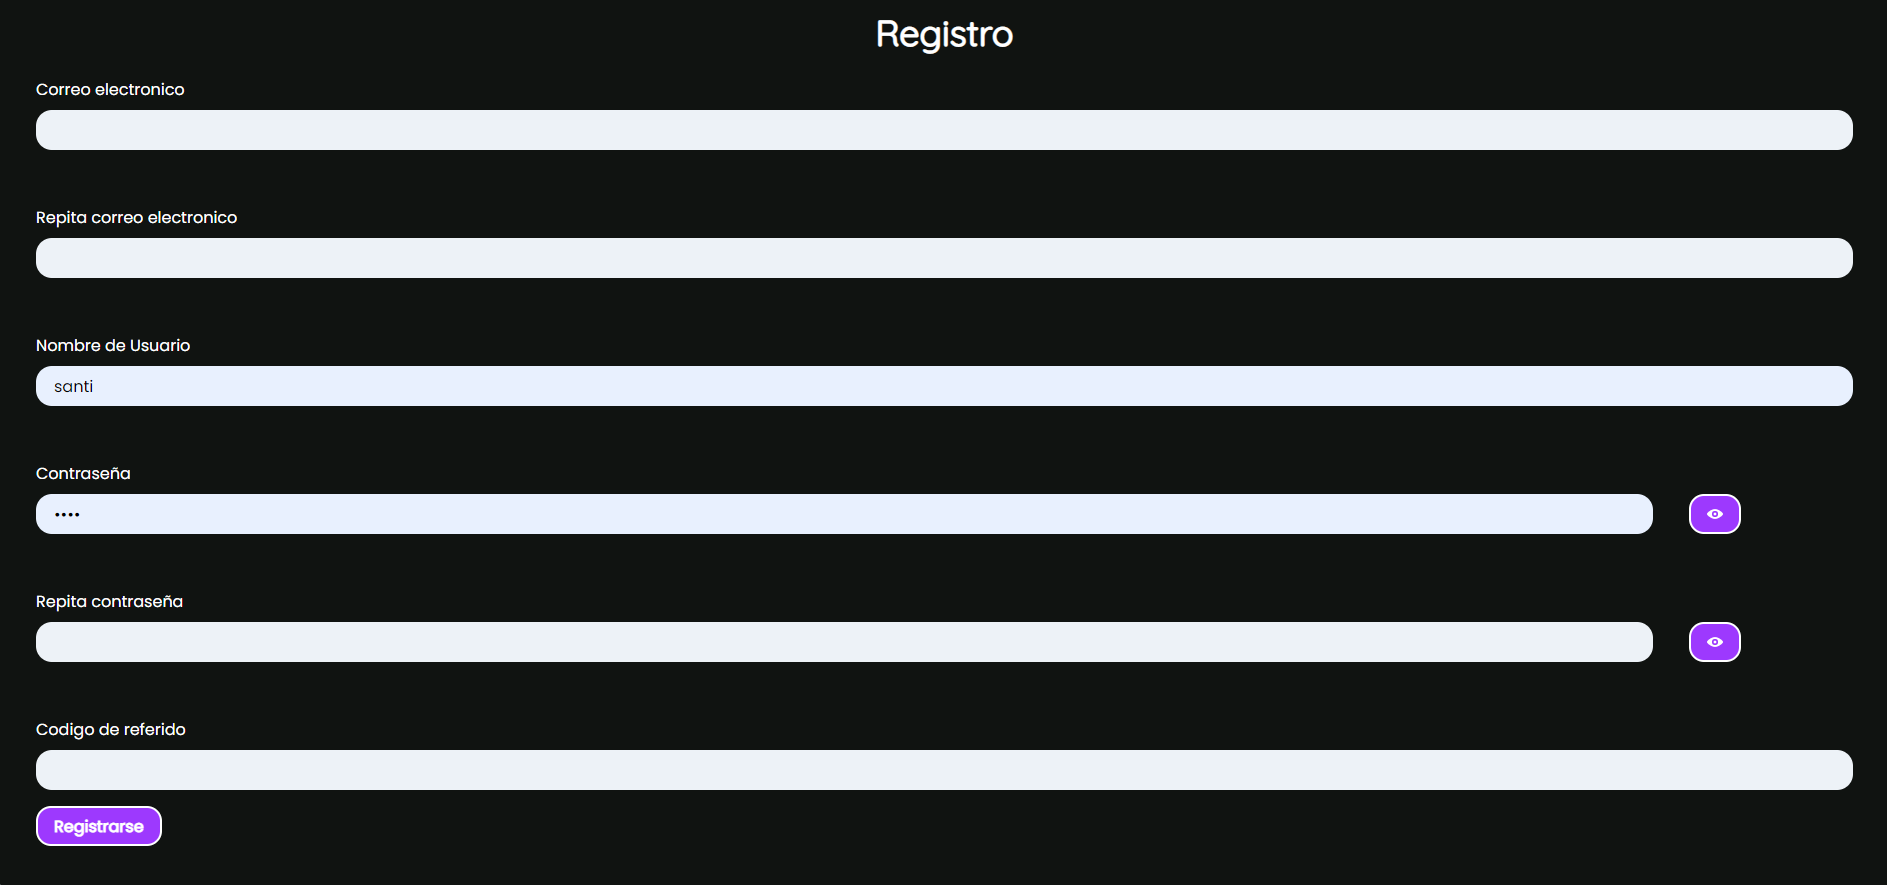 Registro
Correo electronico
Repita correo electronico
Nombre de Usuario
santi
Contraseña
••••
Repita contraseña
Codigo de referido
Registrarse